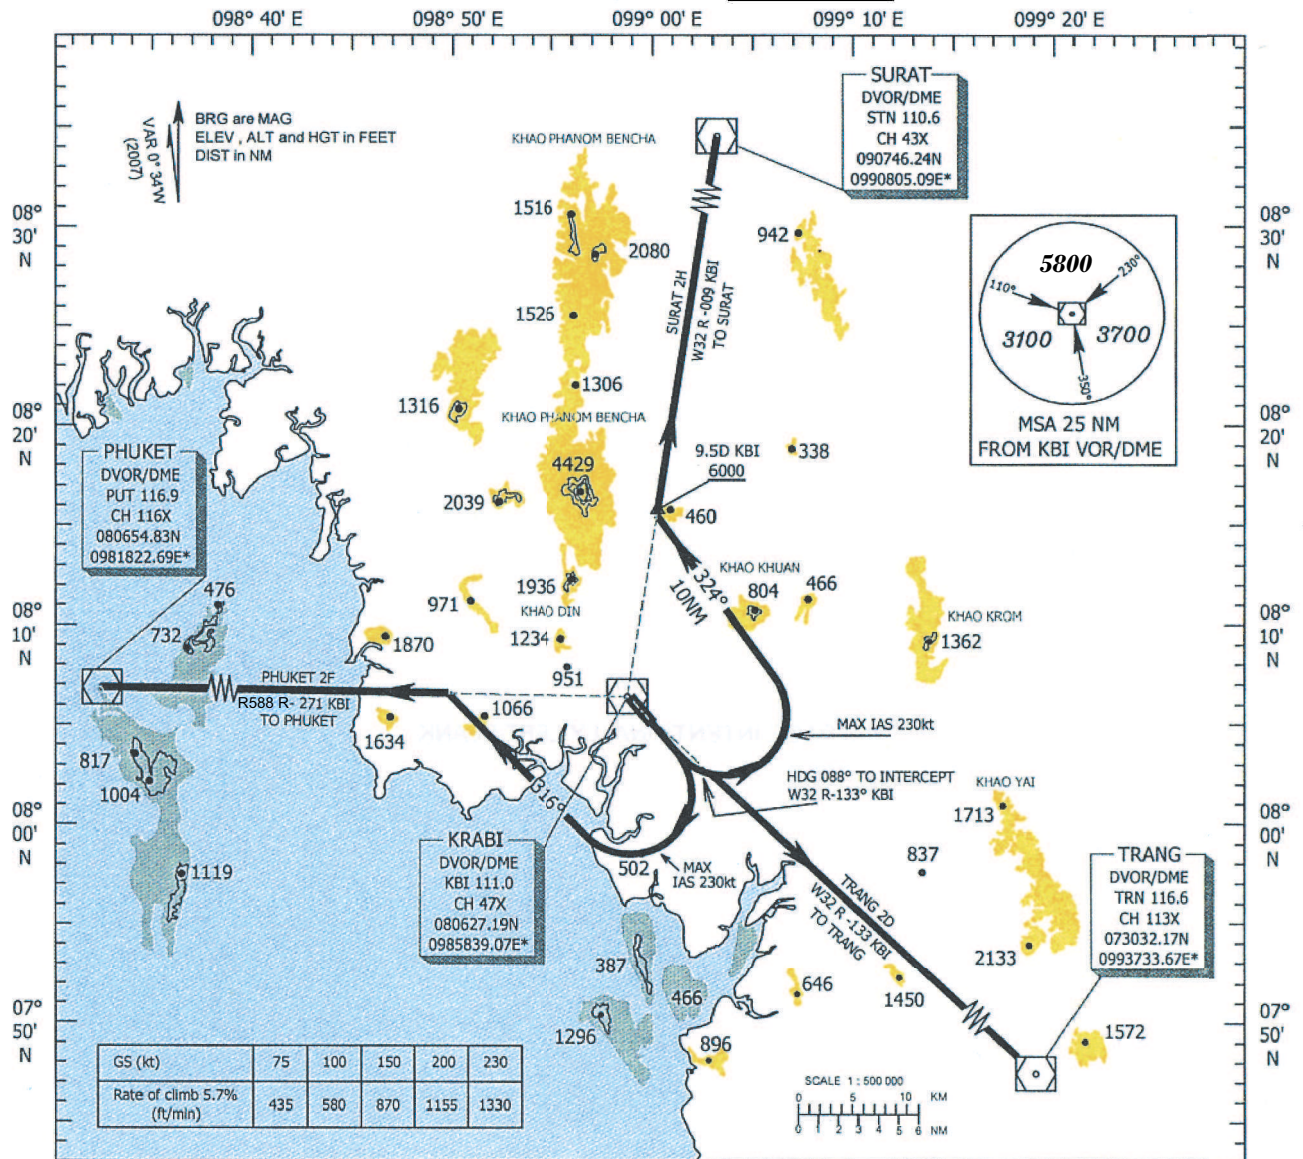 098° 40' E
098° 50' E
099° 00' E
099° 10' E
099° 20' E
BRG are MAG
ELEV , ALT and HGT in FEET
DIST in NM
VAR 0° 34'W
(2007)
SURAT
DVOR/DME
STN 110.6
CH 43X
090746.24N
0990805.09E*
KHAO PHANOM BENCHA
1516
2080
1525
1306
KHAO PHANOM BENCHA
4429
1316
2039
1936
KHAO DIN
1234
951
971
1870
942
338
460
08°
30'
N
08°
20'
N
08°
10'
N
08°
00'
N
07°
50'
N
08°
30'
N
08°
20'
N
08°
10'
N
08°
00'
N
07°
50'
N
5800
110°
230°
3100
3700
350°
MSA 25 NM
FROM KBI VOR/DME
SURAT 2H
W32 R -009 KBI
TO SURAT
9.5D KBI
6000
324°
10NM
KHAO KHUAN
804
466
KHAO KROM
1362
PHUKET
DVOR/DME
PUT 116.9
CH 116X
080654.83N
0981822.69E*
476
732
PHUKET 2F
R588 R- 271 KBI
TO PHUKET
1634
1066
817
1004
1119
316°
MAX IAS 230kt
HDG 088° TO INTERCEPT
W32 R-133° KBI
KRABI
DVOR/DME
KBI 111.0
CH 47X
080627.19N
0985839.07E*
502
MAX
IAS 230kt
TRANG 2D
W32 R -133 KBI
TO TRANG
KHAO YAI
1713
837
2133
TRANG
DVOR/DME
TRN 116.6
CH 113X
073032.17N
0993733.67E*
387
466
1296
646
1450
896
1572
GS (kt) 75 100 150 200 230
Rate of climb 5.7%
(ft/min) 435 580 870 1155 1330
SCALE 1 : 500 000
0 5 10 KM
0 1 2 3 4 5 6 NM